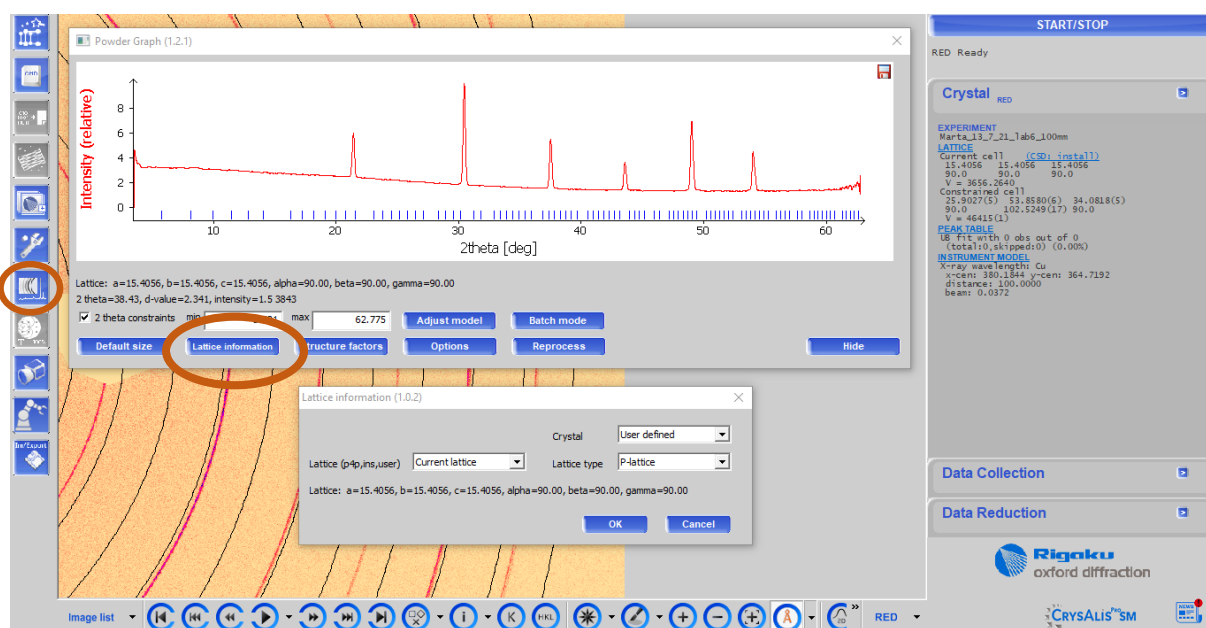 Powder Graph (1.2.1)
Intensity (relative)
8
6
4
2
0
10
20
30
40
50
60
2theta [deg]
Lattice: a=15.4056, b=15.4056, c=15.4056, alpha=90.00, beta=90.00, gamma=90.00
2 theta=38.43, d-value=2.341, intensity=1.5 3843
2 theta constraints min max 62.775 Adjust model Batch mode
Default size Lattice information Structure factors Options Reprocess Hide
Lattice information (1.0.2)
Crystal User defined
Lattice (p4p,ins,user) Current lattice Lattice type P-lattice
Lattice: a=15.4056, b=15.4056, c=15.4056, alpha=90.00, beta=90.00, gamma=90.00
OK Cancel
Im/Export
START/STOP
RED Ready
Crystal RED
EXPERIMENT
Marta_13_7_21_lab6_100mm
LATTICE
Current cell (CSD: install)
15.4056 15.4056 15.4056
90.0 90.0 90.0
V = 3656.2640
Constrained cell
25.9027(5) 53.8580(6) 34.0818(5)
90.0 102.5249(17) 90.0
V = 46415(1)
PEAK TABLE
UB fit with 0 obs out of 0
(total:0,skipped:0) (0.00%)
INSTRUMENT MODEL
X-ray wavelength: Cu
x-cen: 380.1844 y-cen: 364.7192
distance: 100.0000
beam: 0.0372
Data Collection
Data Reduction
Rigaku
oxford diffraction
CRYSALIS Pro SM
NEWS
Image list K HKL Å 2D » RED